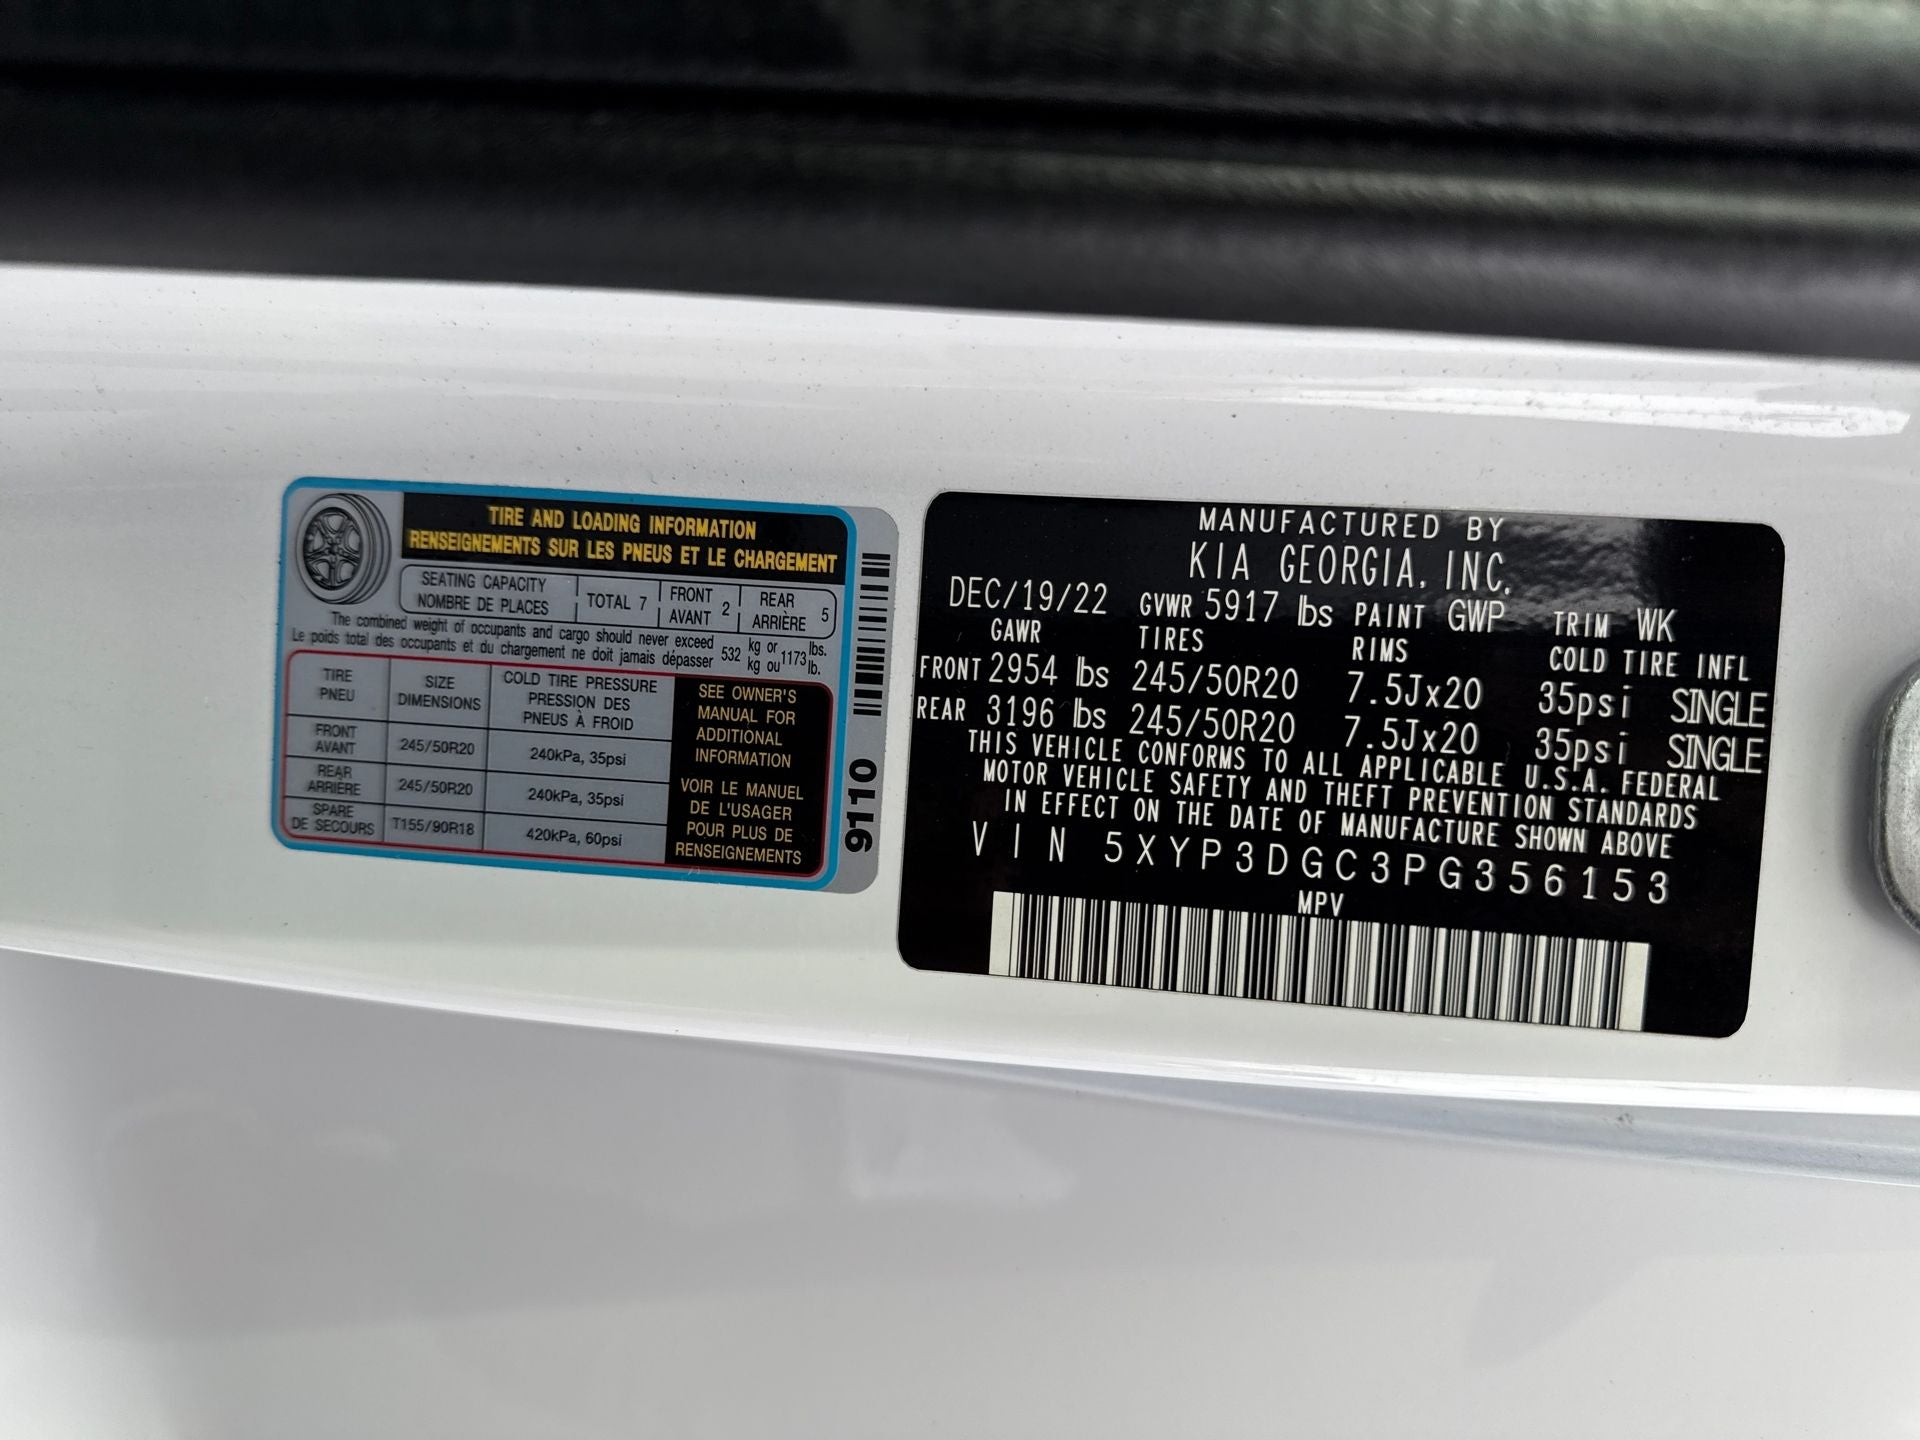 TIRE AND LOADING INFORMATION
RENSEIGNEMENTS SUR LES PNEUS ET LE CHARGEMENT
SEATING CAPACITY
NOMBRE DE PLACES
TOTAL 7
FRONT
AVANT
2
REAR
ARRIÈRE
5
The combined weight of occupants and cargo should never exceed
Le poids total des occupants et du chargement ne doit jamais dépasser
532
kg or
kg ou
1173
lbs.
lb.
TIRE
PNEU
SIZE
DIMENSIONS
COLD TIRE PRESSURE
PRESSION DES
PNEUS À FROID
FRONT
AVANT
245/50R20
240kPa, 35psi
REAR
ARRIÈRE
245/50R20
240kPa, 35psi
SPARE
DE SECOURS
T155/90R18
420kPa, 60psi
SEE OWNER'S
MANUAL FOR
ADDITIONAL
INFORMATION
VOIR LE MANUEL
DE L'USAGER
POUR PLUS DE
RENSEIGNEMENTS
9110
MANUFACTURED BY
KIA GEORGIA, INC.
DEC/19/22 GVWR 5917 lbs PAINT GWP TRIM WK
GAWR TIRES RIMS COLD TIRE INFL
FRONT 2954 lbs 245/50R20 7.5Jx20 35psi SINGLE
REAR 3196 lbs 245/50R20 7.5Jx20 35psi SINGLE
THIS VEHICLE CONFORMS TO ALL APPLICABLE U.S.A. FEDERAL
MOTOR VEHICLE SAFETY AND THEFT PREVENTION STANDARDS
IN EFFECT ON THE DATE OF MANUFACTURE SHOWN ABOVE
VIN 5XYP3DGC3PG356153
MPV